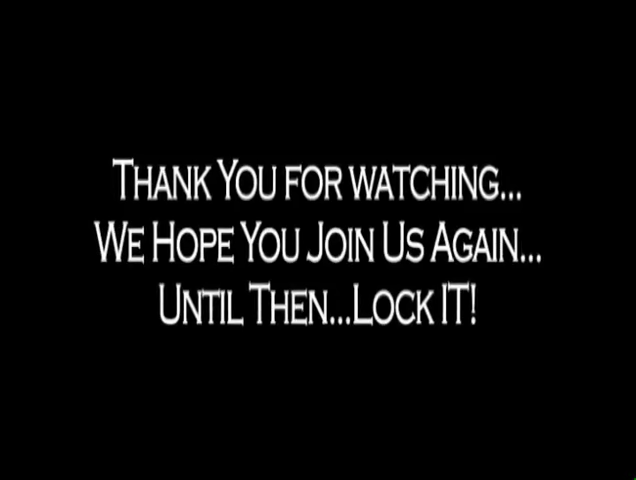 Thank You for watching...
We Hope You Join Us Again...
Until Then...Lock IT!